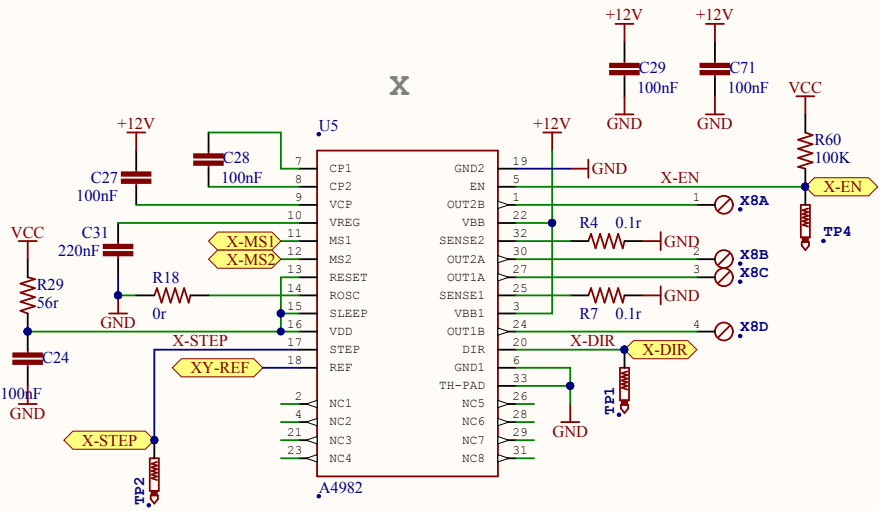 +12V
+12V
C29
100nF
C71
100nF
GND
GND
X
VCC
R60
100K
X-EN
TP4
+12V
C27
100nF
C28
100nF
C31
220nF
VCC
R29
56r
R18
0r
GND
C24
100nF
GND
X-MS1
X-MS2
X-STEP
XY-REF
X-STEP
TP2
U5
7 CP1
8 CP2
9 VCP
10 VREG
11 MS1
12 MS2
13 RESET
14 ROSC
15 SLEEP
16 VDD
17 STEP
18 REF
2 NC1
4 NC2
21 NC3
23 NC4
GND2 19
EN 5
OUT2B 1
VBB 22
SENSE2 32
OUT2A 30
OUT1A 27
SENSE1 25
VBB1 3
OUT1B 24
DIR 20
GND1 6
TH-PAD 33
NC5 26
NC6 28
NC7 29
NC8 31
A4982
+12V
GND
X-EN
1 X8A
R4 0.1r
GND
2 X8B
3 X8C
GND
R7 0.1r
4 X8D
X-DIR
X-DIR
TP1
GND